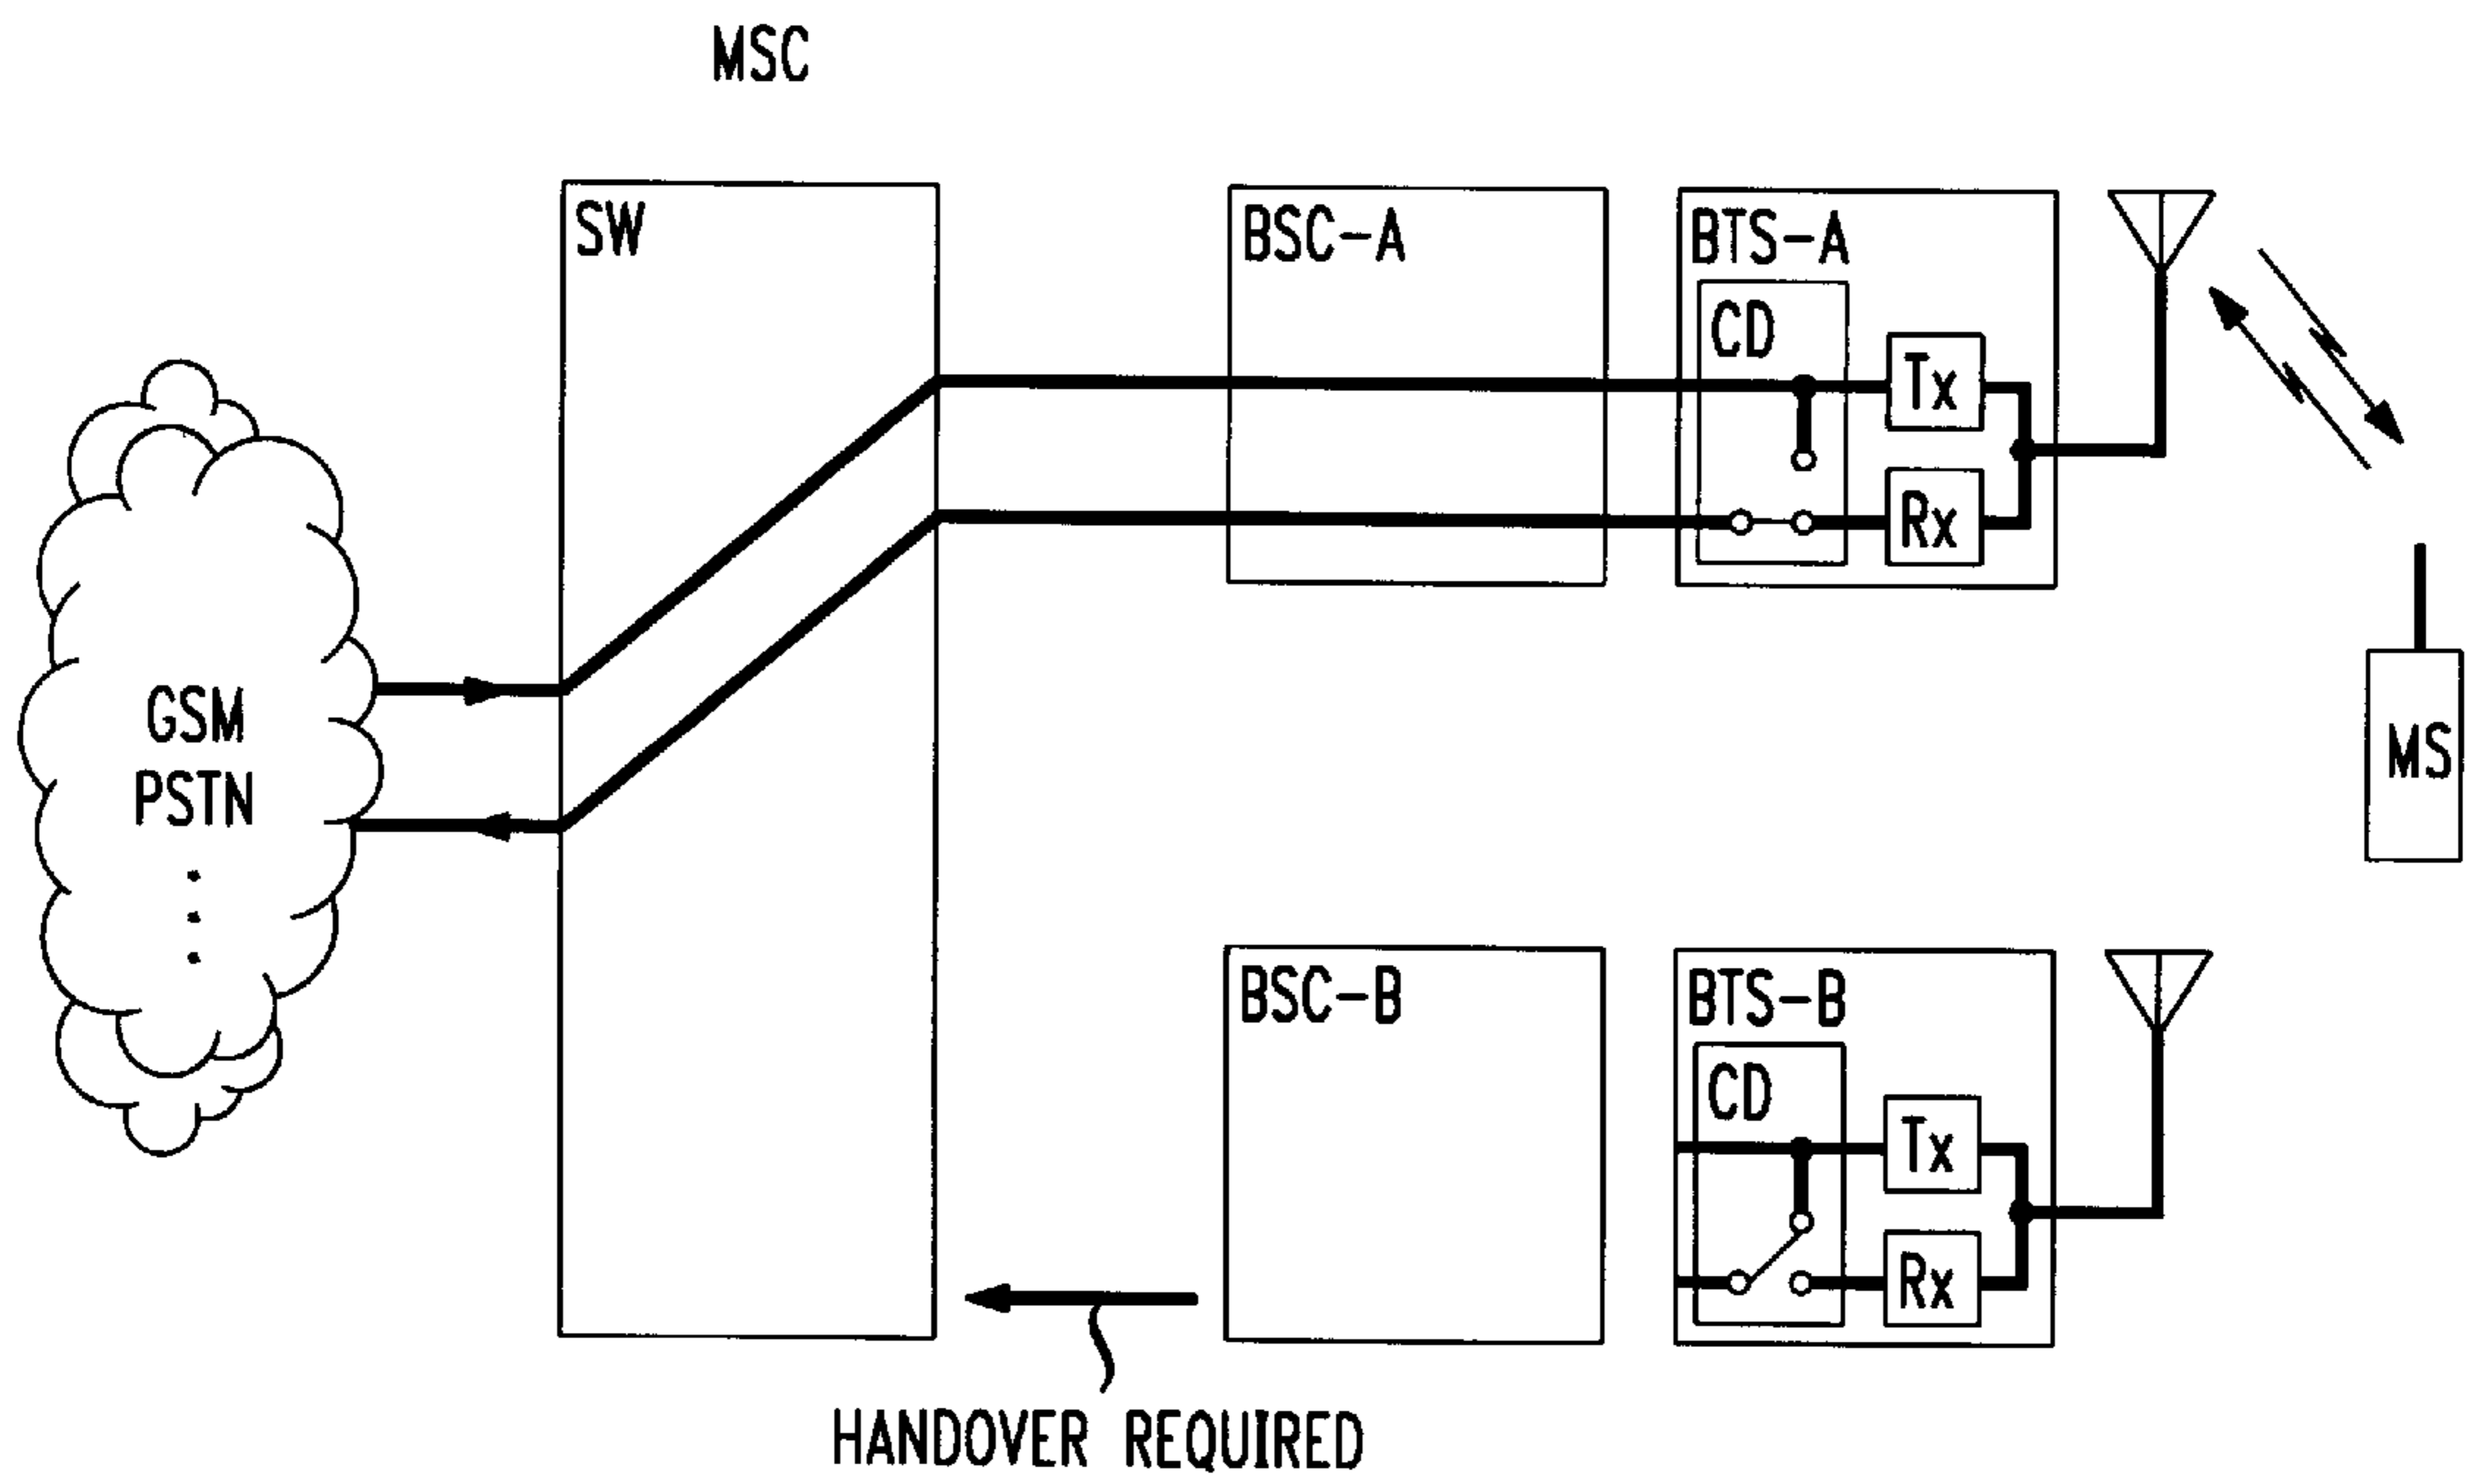 MSC
SW
BSC-A
BTS-A
CD
Tx
Rx
GSM
PSTN
MS
BSC-B
BTS-B
CD
Tx
Rx
HANDOVER REQUIRED